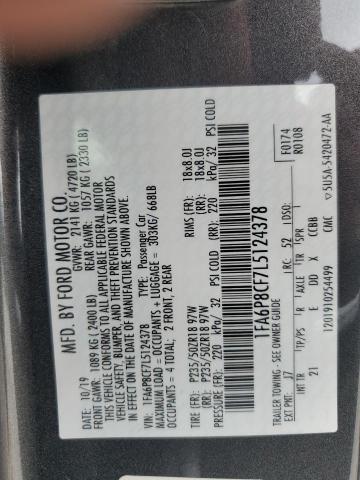 MFD. BY FORD MOTOR CO.
10/19 GVWR: 2141 KG ( 4720 LB)
FRONT GAWR: 1089 KG ( 2400 LB) REAR GAWR: 1057 KG ( 2330 LB)
THIS VEHICLE CONFORMS TO ALL APPLICABLE FEDERAL MOTOR
VEHICLE SAFETY, BUMPER, AND THEFT PREVENTION STANDARDS
IN EFFECT ON THE DATE OF MANUFACTURE SHOWN ABOVE.
VIN: 1FA6P8CF7L5124378 TYPE: Passenger Car
MAXIMUM LOAD = OCCUPANTS + LUGGAGE = 303KG/ 668LB
OCCUPANTS = 4 TOTAL; 2 FRONT, 2 REAR
TIRE (FR): P235/50ZR18 97W RIMS (FR): 18x8.0J
(RR): P235/50ZR18 97W (RR): 18x8.0J
PRESSURE (FR): 220 kPa/ 32 PSI COLD (RR): 220 kPa/ 32 PSI COLD
1FA6P8CF7L5124378
TRAILER TOWING - SEE OWNER GUIDE F0174
EXT PNT: J7 RC: 52 DSO: R0108
INT TR TP/PS R AXLE TR SPR
21 E DD X CCBB
1201910254499 CMC 5U5A-5420472-AA